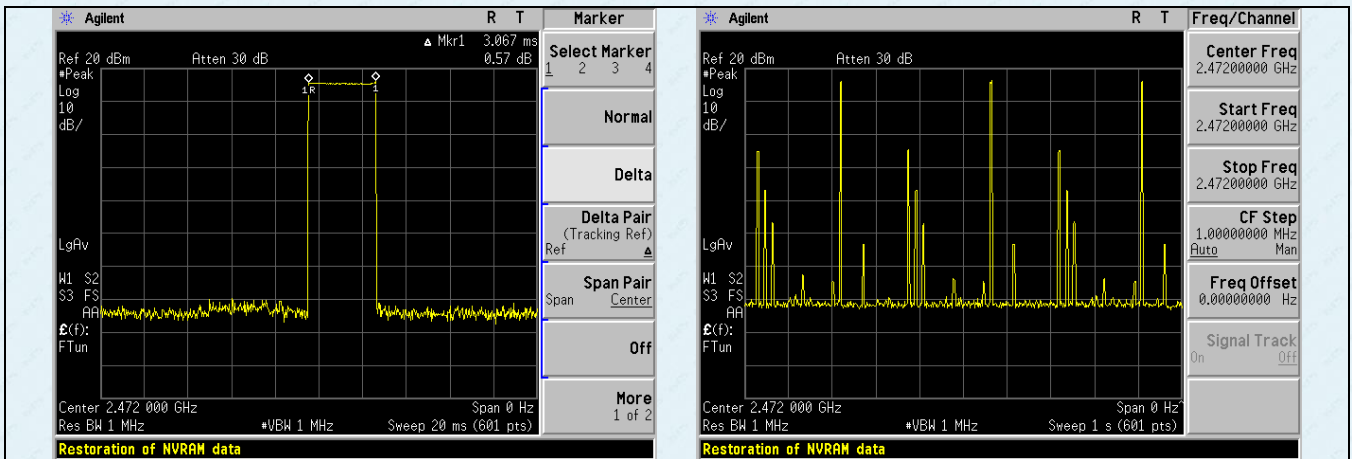 Agilent R T Marker
Mkr1 3.067 ms
Ref 20 dBm Atten 30 dB 0.57 dB
#Peak
Log
10
dB/
1R 1
LgAv
W1 S2
S3 FS
AA
£(f):
FTun
Center 2.472 000 GHz Span 0 Hz
Res BW 1 MHz #VBW 1 MHz Sweep 20 ms (601 pts)
Restoration of NVRAM data
Select Marker
1 2 3 4
Normal
Delta
Delta Pair
(Tracking Ref)
Ref Δ
Span Pair
Span Center
Off
More
1 of 2
Agilent R T Freq/Channel
Ref 20 dBm Atten 30 dB
#Peak
Log
10
dB/
LgAv
W1 S2
S3 FS
AA
£(f):
FTun
Center 2.472 000 GHz Span 0 Hz^
Res BW 1 MHz #VBW 1 MHz Sweep 1 s (601 pts)
Restoration of NVRAM data
Center Freq
2.47200000 GHz
Start Freq
2.47200000 GHz
Stop Freq
2.47200000 GHz
CF Step
1.00000000 MHz
Auto Man
Freq Offset
0.00000000 Hz
Signal Track
On Off